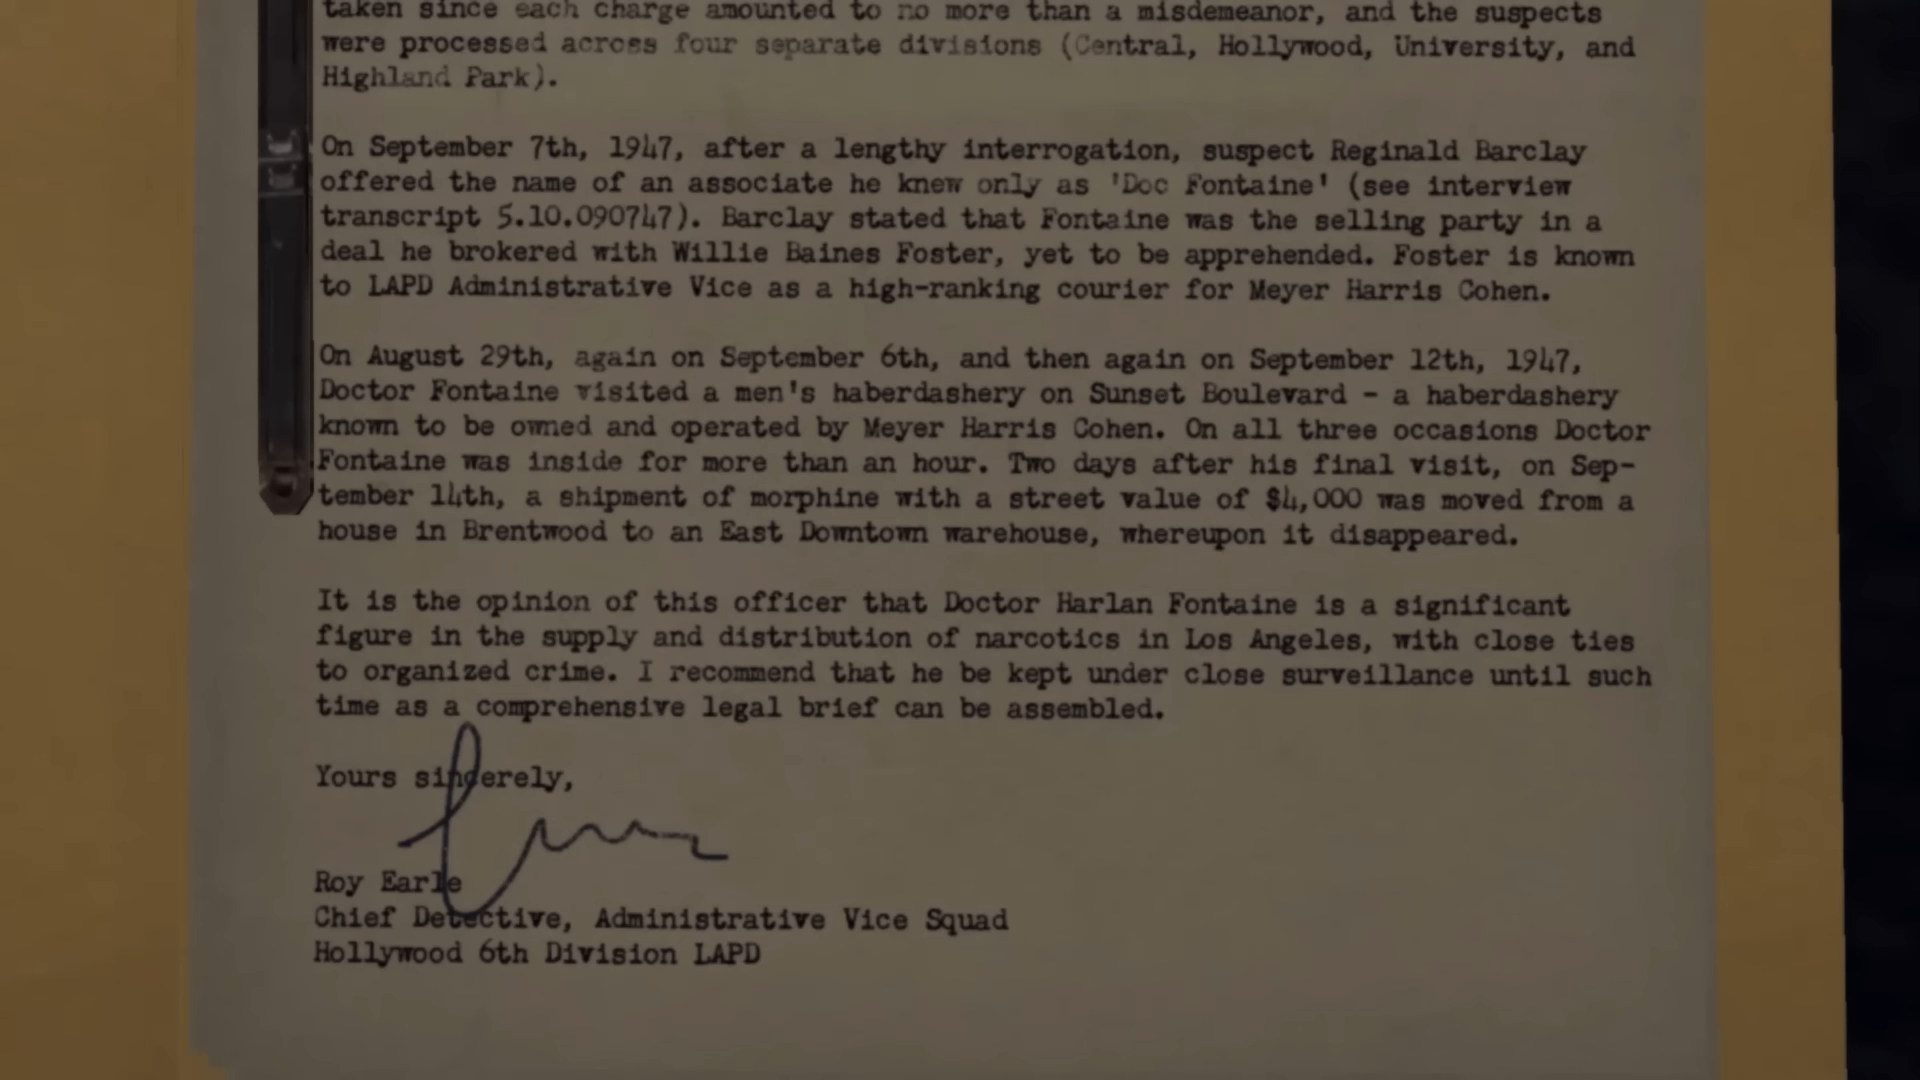 taken since each charge amounted to no more than a misdemeanor, and the suspects
were processed across four separate divisions (Central, Hollywood, University, and
Highland Park).
On September 7th, 1947, after a lengthy interrogation, suspect Reginald Barclay
offered the name of an associate he knew only as 'Doc Fontaine' (see interview
transcript 5.10.090747). Barclay stated that Fontaine was the selling party in a
deal he brokered with Willie Baines Foster, yet to be apprehended. Foster is known
to LAPD Administrative Vice as a high-ranking courier for Meyer Harris Cohen.
On August 29th, again on September 6th, and then again on September 12th, 1947,
Doctor Fontaine visited a men's haberdashery on Sunset Boulevard - a haberdashery
known to be owned and operated by Meyer Harris Cohen. On all three occasions Doctor
Fontaine was inside for more than an hour. Two days after his final visit, on Sep-
tember 14th, a shipment of morphine with a street value of $4,000 was moved from a
house in Brentwood to an East Downtown warehouse, whereupon it disappeared.
It is the opinion of this officer that Doctor Harlan Fontaine is a significant
figure in the supply and distribution of narcotics in Los Angeles, with close ties
to organized crime. I recommend that he be kept under close surveillance until such
time as a comprehensive legal brief can be assembled.
Yours sincerely,
Roy Earle
Chief Detective, Administrative Vice Squad
Hollywood 6th Division LAPD